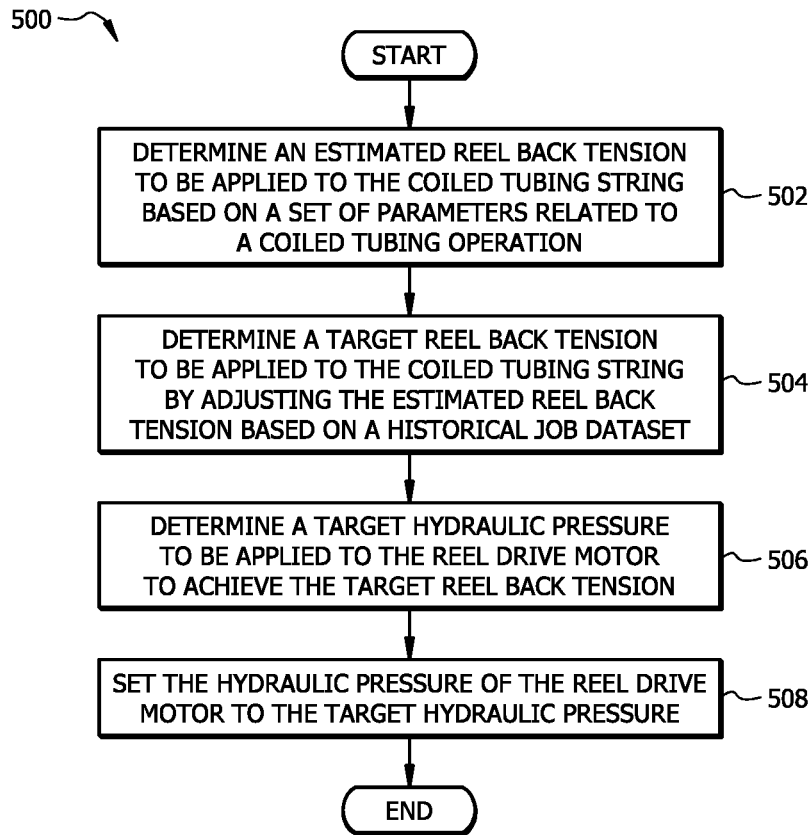 500
START
DETERMINE AN ESTIMATED REEL BACK TENSION
TO BE APPLIED TO THE COILED TUBING STRING
BASED ON A SET OF PARAMETERS RELATED TO
A COILED TUBING OPERATION
502
DETERMINE A TARGET REEL BACK TENSION
TO BE APPLIED TO THE COILED TUBING STRING
BY ADJUSTING THE ESTIMATED REEL BACK
TENSION BASED ON A HISTORICAL JOB DATASET
504
DETERMINE A TARGET HYDRAULIC PRESSURE
TO BE APPLIED TO THE REEL DRIVE MOTOR
TO ACHIEVE THE TARGET REEL BACK TENSION
506
SET THE HYDRAULIC PRESSURE OF THE REEL DRIVE
MOTOR TO THE TARGET HYDRAULIC PRESSURE
508
END